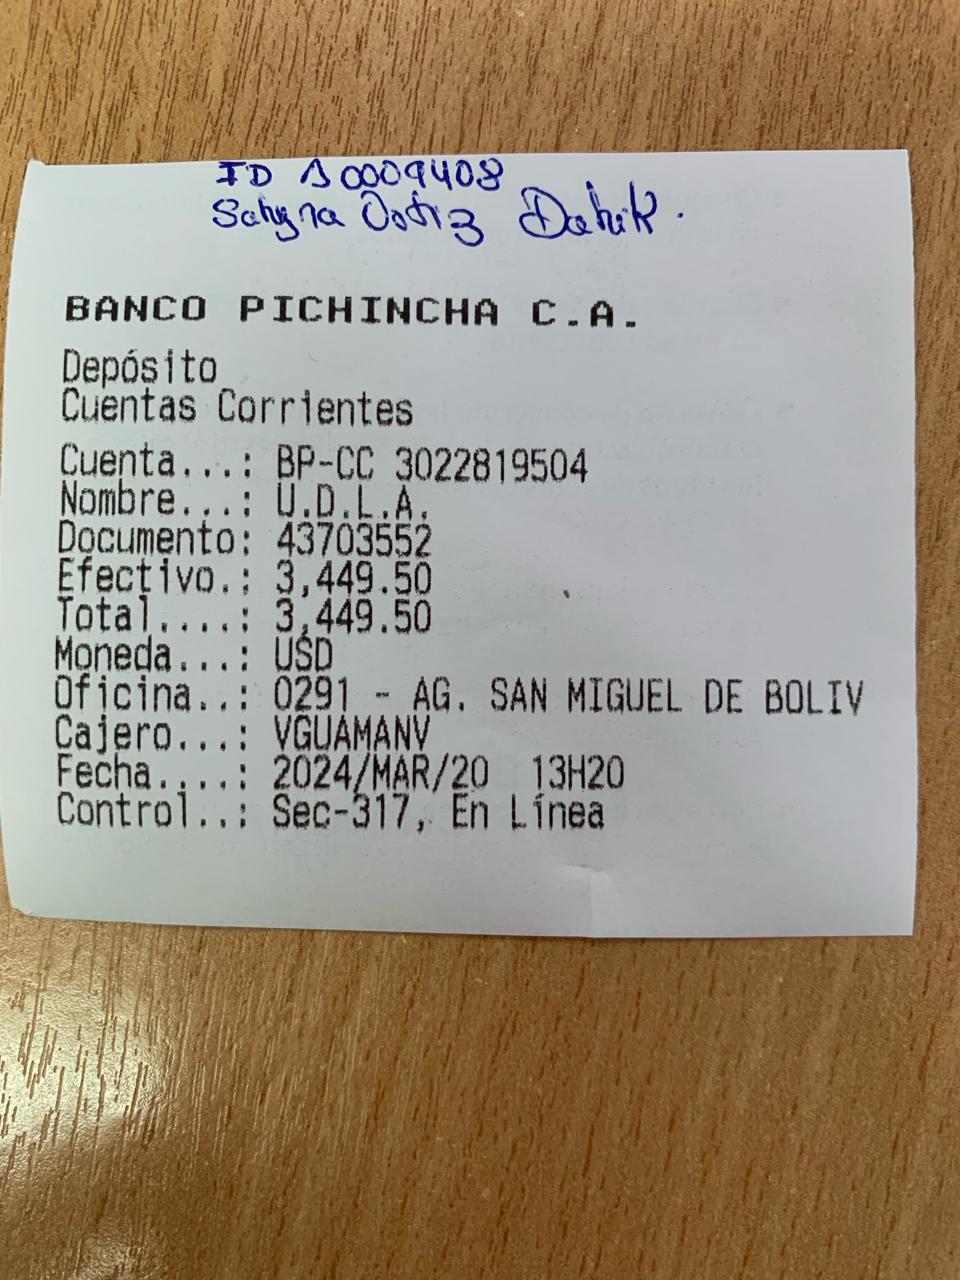 ID 10009408
Ortiz Dahik.
BANCO PICHINCHA C.A.
Depósito
Cuentas Corrientes
Cuenta...: BP-CC 3022819504
Nombre...: U.D.L.A.
Documento: 43703552
Efectivo.: 3,449.50
Total....: 3,449.50
Moneda...: USD
Oficina..: 0291 - AG. SAN MIGUEL DE BOLIV
Cajero...: VGUAMANV
Fecha....: 2024/MAR/20 13H20
Control..: Sec-317, En Línea